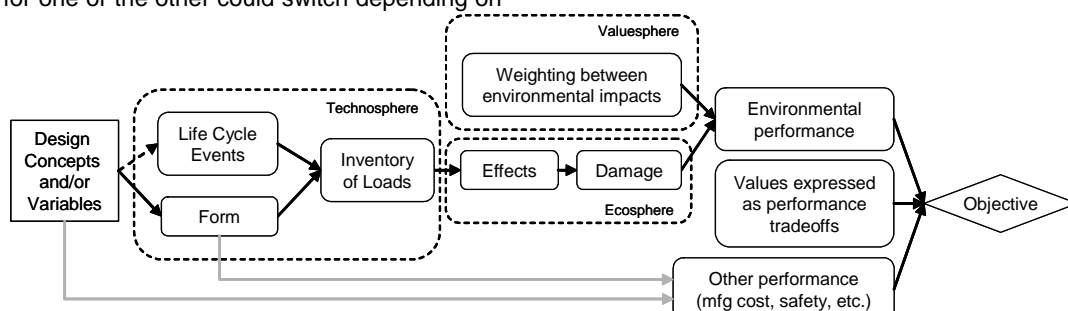 for one or the other could switch depending on
Valuesphere
Weighting between
environmental impacts
Technosphere
Design
Concepts
and/or
Variables
Life Cycle
Events
Form
Inventory
of Loads
Effects
Damage
Ecosphere
Environmental
performance
Values expressed
as performance
tradeoffs
Other performance
(mfg cost, safety, etc.)
Objective